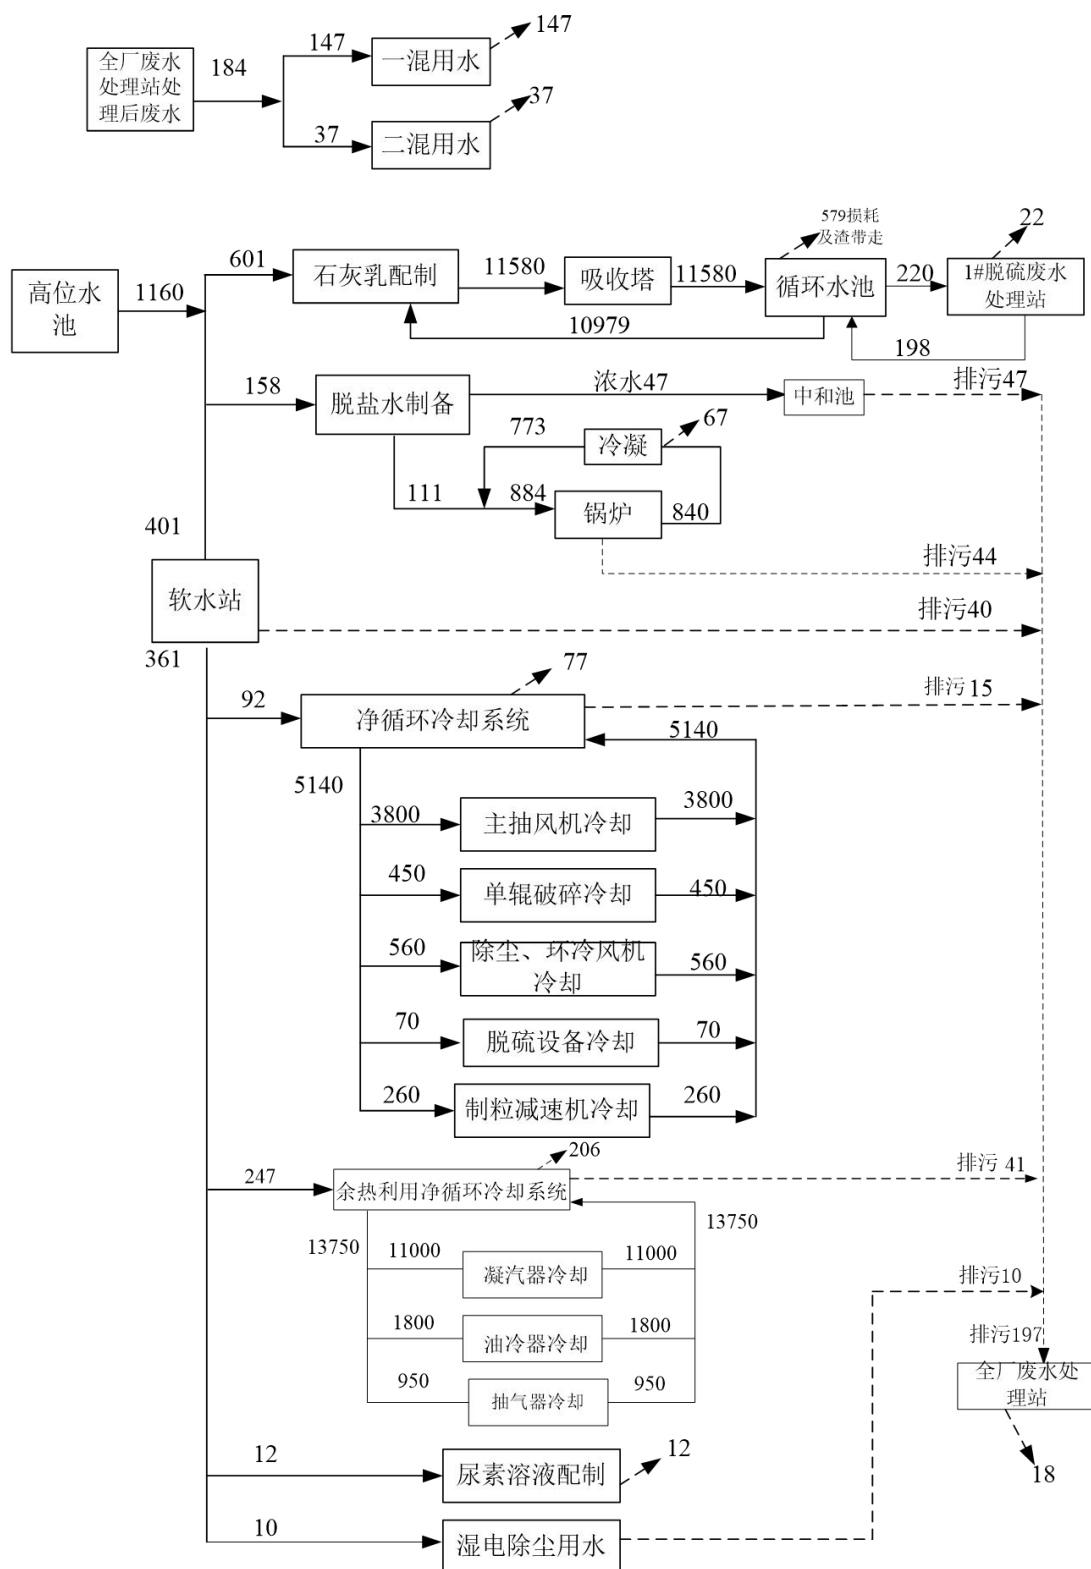 147
147
一混用水
全厂废水
处理站处
理后废水
184
37
37
二混用水
579损耗
及渣带走
22
601
石灰乳配制
11580
吸收塔
11580
循环水池
220
1#脱硫废水
处理站
高位水
池
1160
10979
198
158
脱盐水制备
浓水47
中和池
排污47
773
冷凝
67
111
884
锅炉
840
401
排污44
软水站
排污40
361
92
净循环冷却系统
77
排污15
5140
5140
3800
主抽风机冷却
3800
450
单辊破碎冷却
450
560
除尘、环冷风机
冷却
560
70
脱硫设备冷却
70
260
制粒减速机冷却
260
206
247
余热利用净循环冷却系统
排污 41
13750
13750
11000
凝汽器冷却
11000
排污10
1800
油冷器冷却
1800
排污197
950
抽气器冷却
950
全厂废水处
理站
12
尿素溶液配制
12
18
10
湿电除尘用水